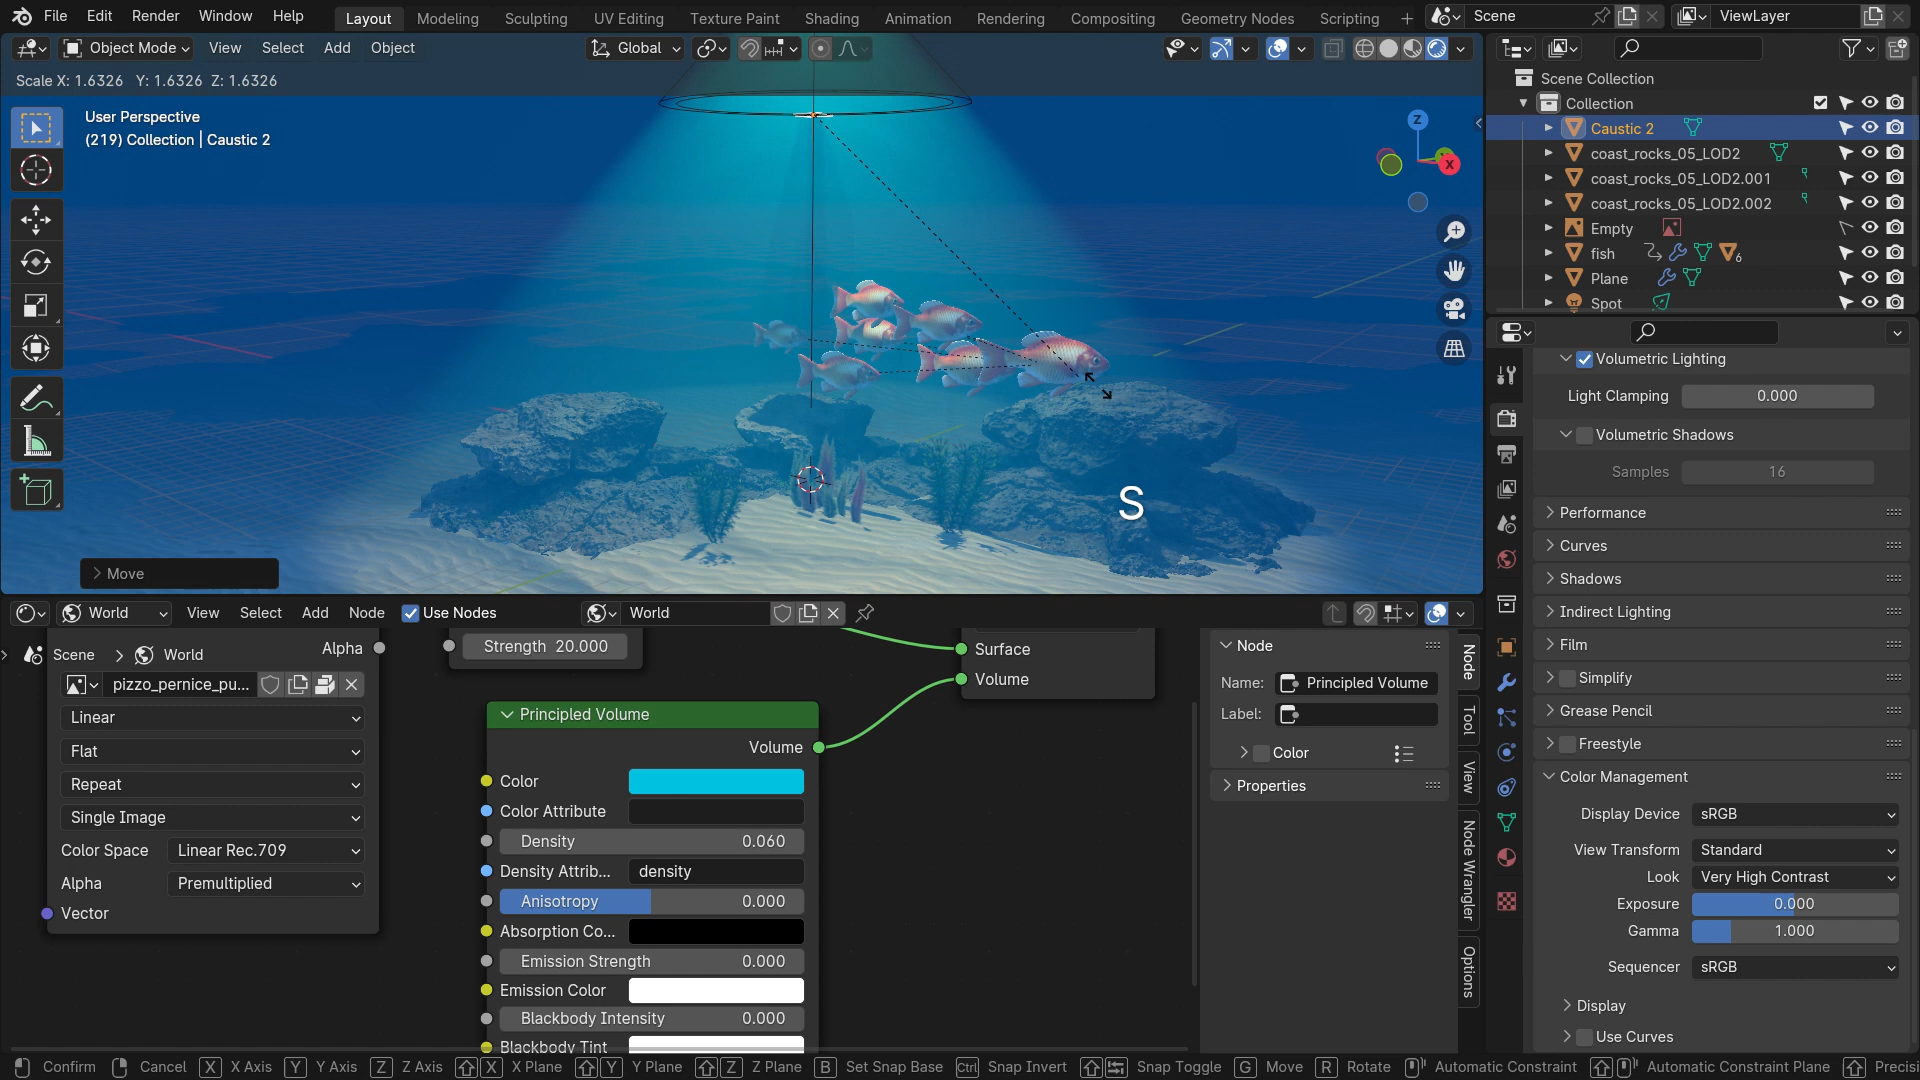 File Edit Render Window Help Layout Modeling Sculpting UV Editing Texture Paint Shading Animation Rendering Compositing Geometry Nodes Scripting + Scene ViewLayer
Object Mode View Select Add Object Global
Scale X: 1.6326 Y: 1.6326 Z: 1.6326
User Perspective
(219) Collection | Caustic 2
Z
X
S
Move
Scene Collection
Collection
Caustic 2
coast_rocks_05_LOD2
coast_rocks_05_LOD2.001
coast_rocks_05_LOD2.002
Empty
fish 6
Plane
Spot
Volumetric Lighting
Light Clamping 0.000
Volumetric Shadows
Samples 16
Performance
Curves
Shadows
Indirect Lighting
Film
Simplify
Grease Pencil
Freestyle
Color Management
Display Device sRGB
View Transform Standard
Look Very High Contrast
Exposure 0.000
Gamma 1.000
Sequencer sRGB
Display
Use Curves
World View Select Add Node Use Nodes World
Scene World
Alpha
pizzo_pernice_pu...
Linear
Flat
Repeat
Single Image
Color Space Linear Rec.709
Alpha Premultiplied
Vector
Strength 20.000
Surface
Volume
Principled Volume
Volume
Color
Color Attribute
Density 0.060
Density Attrib... density
Anisotropy 0.000
Absorption Co...
Emission Strength 0.000
Emission Color
Blackbody Intensity 0.000
Blackbody Tint
Node
Name: Principled Volume
Label:
Color
Properties
Node
Tool
View
Node Wrangler
Options
Confirm Cancel X X Axis Y Y Axis Z Z Axis X X Plane Y Y Plane Z Z Plane B Set Snap Base Ctrl Snap Invert Snap Toggle G Move R Rotate Automatic Constraint Automatic Constraint Plane Precisi